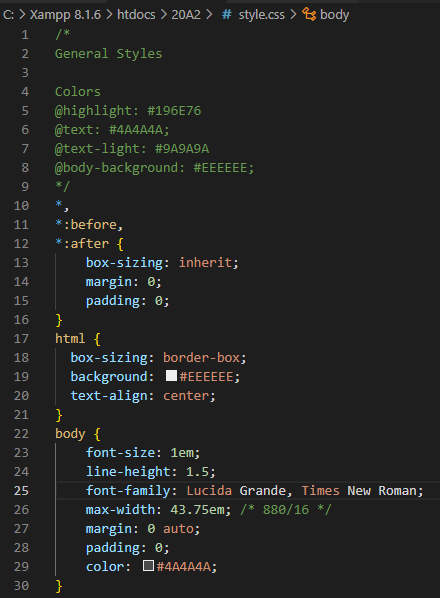 C: > Xampp 8.1.6 > htdocs > 20A2 > # style.css > body
1 /*
2 General Styles
3
4 Colors
5 @highlight: #196E76
6 @text: #4A4A4A;
7 @text-light: #9A9A9A
8 @body-background: #EEEEEE;
9 */
10 *,
11 *:before,
12 *:after {
13 box-sizing: inherit;
14 margin: 0;
15 padding: 0;
16 }
17 html {
18 box-sizing: border-box;
19 background: #EEEEEE;
20 text-align: center;
21 }
22 body {
23 font-size: 1em;
24 line-height: 1.5;
25 font-family: Lucida Grande, Times New Roman;
26 max-width: 43.75em; /* 880/16 */
27 margin: 0 auto;
28 padding: 0;
29 color: #4A4A4A;
30 }